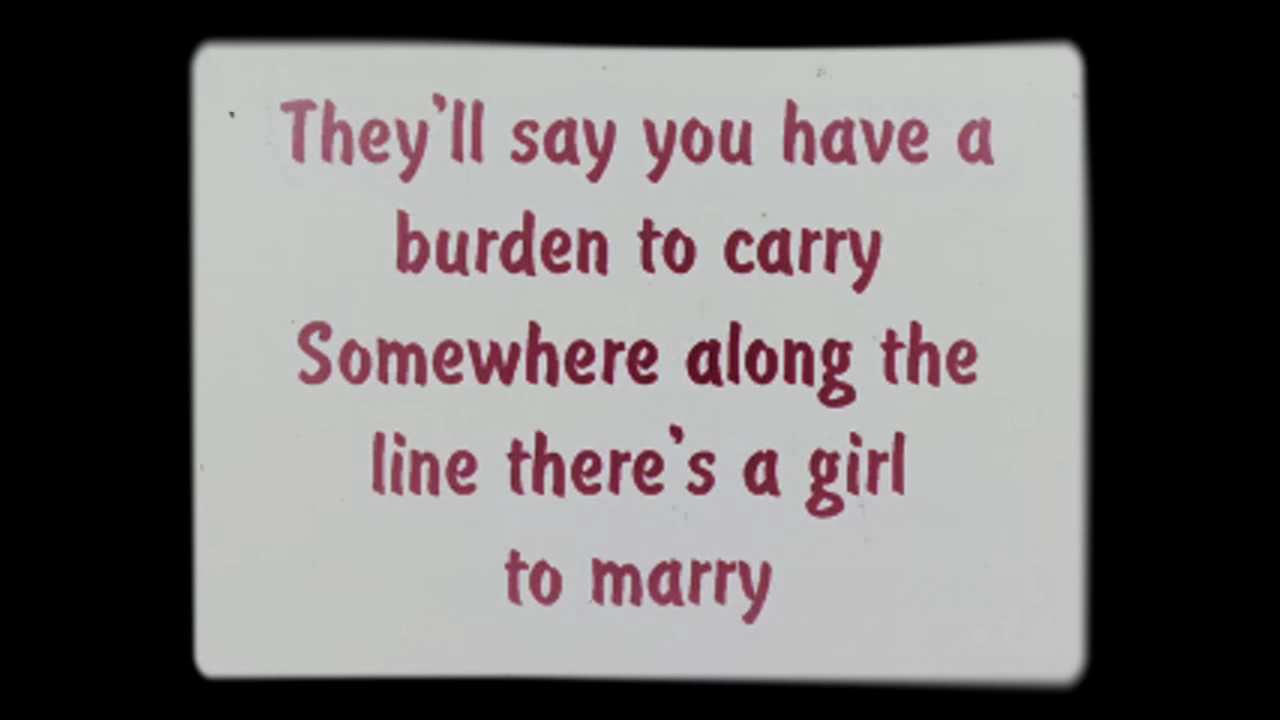 They'll say you have a
burden to carry
Somewhere along the
line there's a girl
to marry